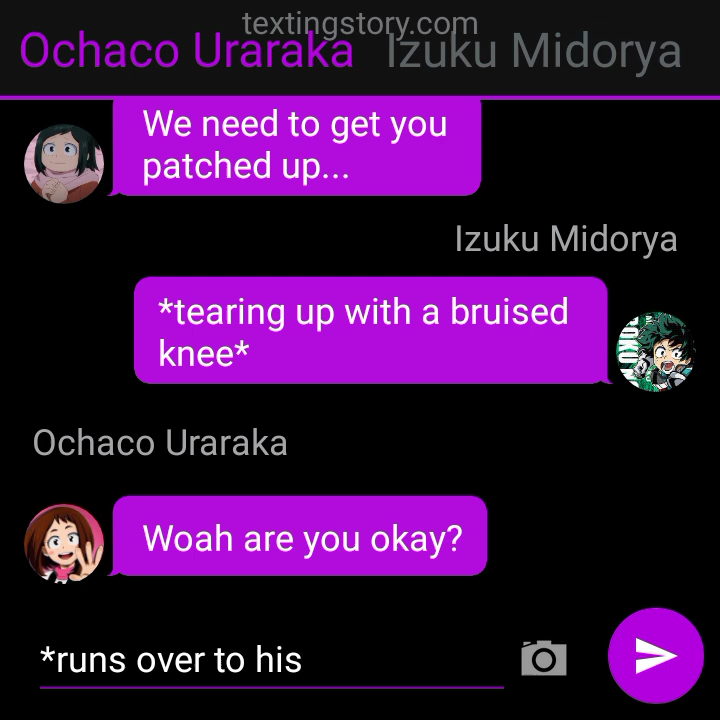 textingstory.com
Ochaco Uraraka Izuku Midorya
We need to get you
patched up...
Izuku Midorya
*tearing up with a bruised
knee*
Ochaco Uraraka
Woah are you okay?
*runs over to his